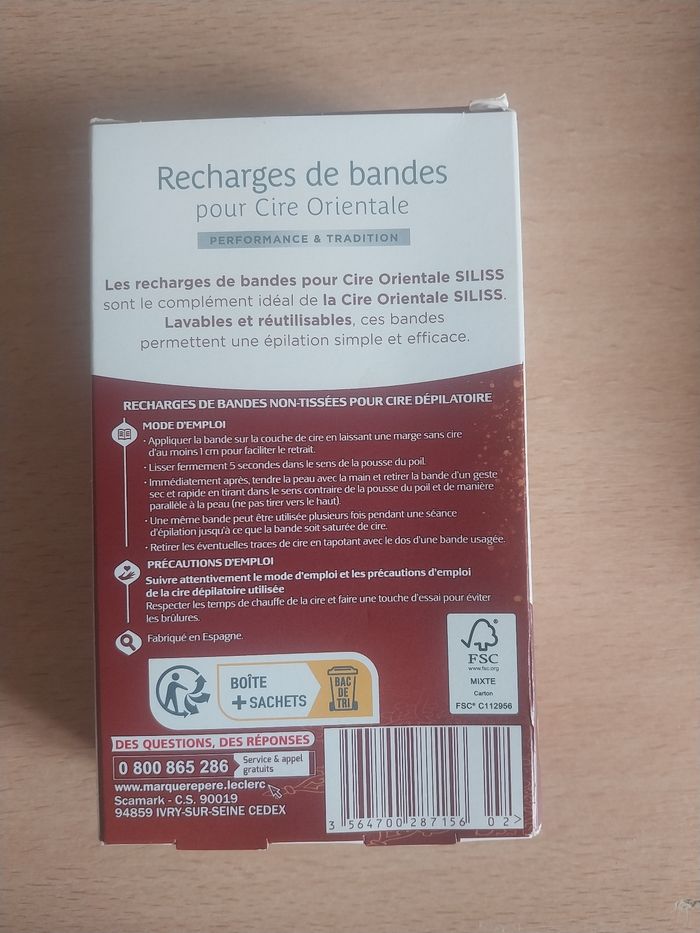 Recharges de bandes
pour Cire Orientale
PERFORMANCE & TRADITION
Les recharges de bandes pour Cire Orientale SILISS
sont le complément idéal de la Cire Orientale SILISS.
Lavables et réutilisables, ces bandes
permettent une épilation simple et efficace.
RECHARGES DE BANDES NON-TISSÉES POUR CIRE DÉPILATOIRE
MODE D'EMPLOI
· Appliquer la bande sur la couche de cire en laissant une marge sans cire
d'au moins 1 cm pour faciliter le retrait.
· Lisser fermement 5 secondes dans le sens de la pousse du poil.
· Immédiatement après, tendre la peau avec la main et retirer la bande d'un geste
sec et rapide en tirant dans le sens contraire de la pousse du poil et de manière
parallèle à la peau (ne pas tirer vers le haut).
· Une même bande peut être utilisée plusieurs fois pendant une séance
d'épilation jusqu'à ce que la bande soit saturée de cire.
· Retirer les éventuelles traces de cire en tapotant avec le dos d'une bande usagée.
PRÉCAUTIONS D'EMPLOI
Suivre attentivement le mode d'emploi et les précautions d'emploi
de la cire dépilatoire utilisée
Respecter les temps de chauffe de la cire et faire une touche d'essai pour éviter
les brûlures.
Fabriqué en Espagne.
BOÎTE
+ SACHETS
BAC
DE
TRI
FSC
www.fsc.org
MIXTE
Carton
FSC® C112956
DES QUESTIONS, DES RÉPONSES
0 800 865 286
Service & appel
gratuits
www.marquerepere.leclerc
Scamark - C.S. 90019
94859 IVRY-SUR-SEINE CEDEX
3 564700 287156 02>